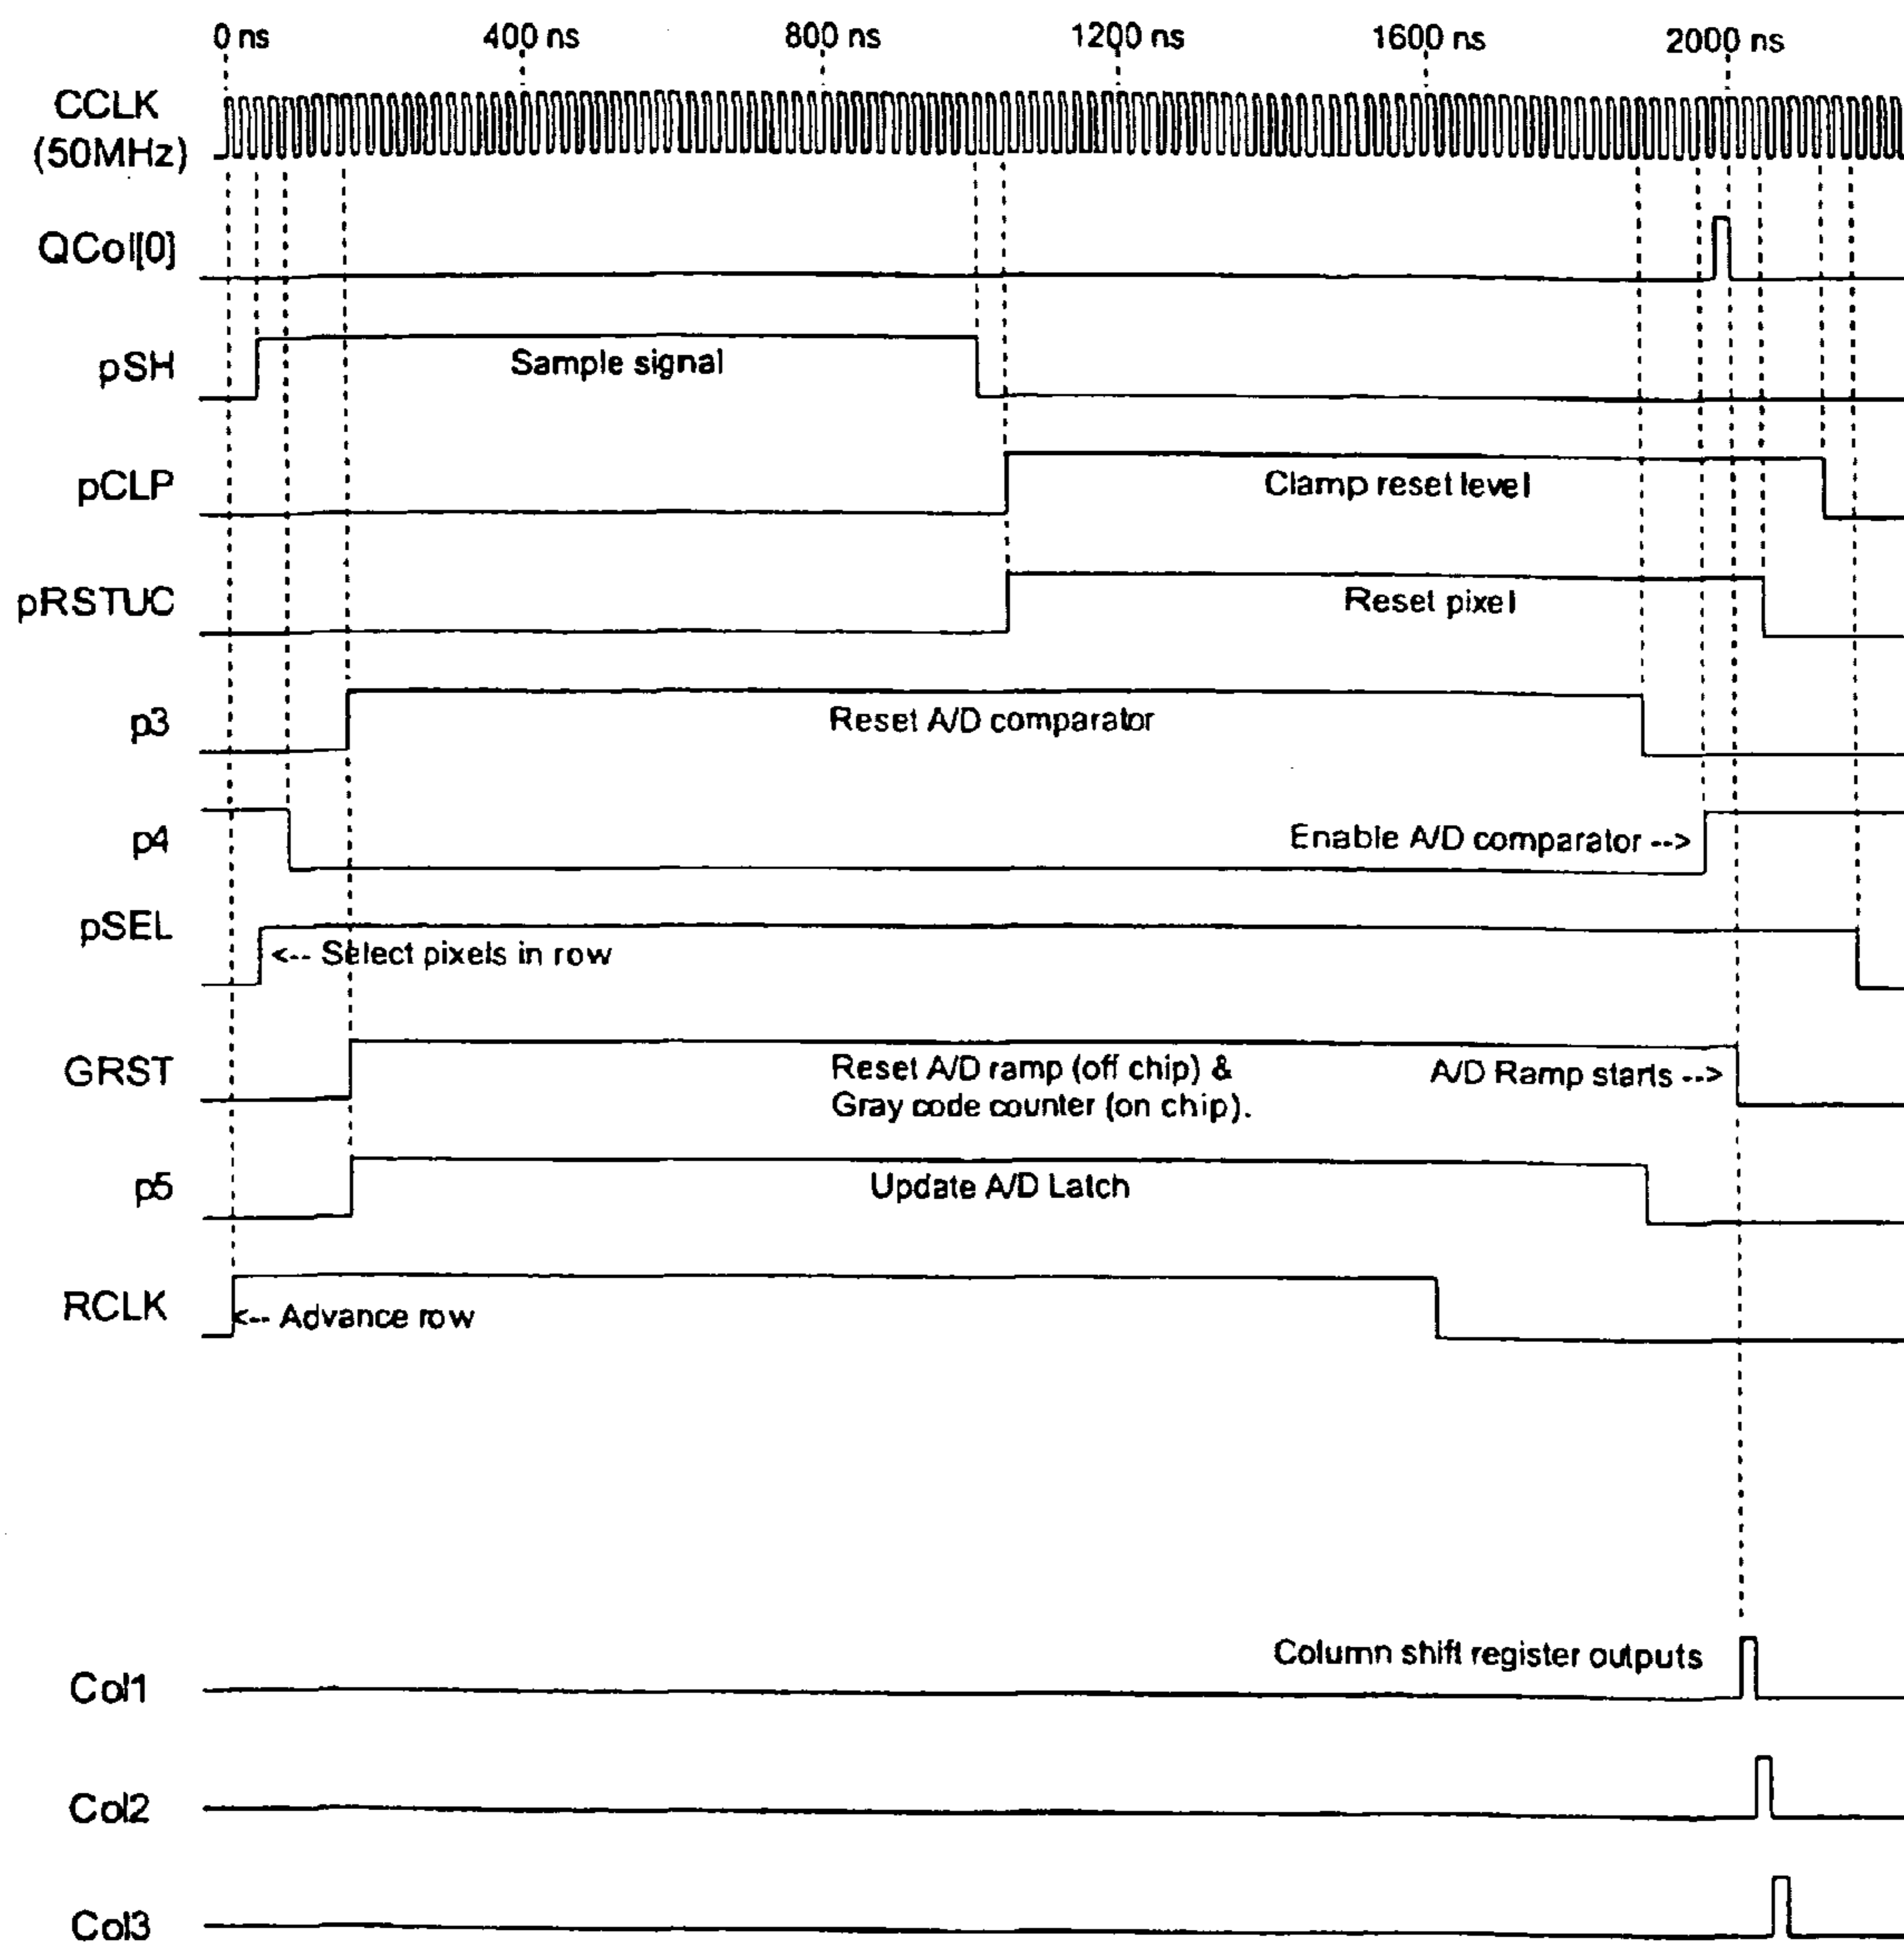 0 ns 400 ns 800 ns 1200 ns 1600 ns 2000 ns
CCLK
(50MHz)
QCol[0]
pSH
Sample signal
pCLP
Clamp reset level
pRSTUC
Reset pixel
p3
Reset A/D comparator
p4
Enable A/D comparator -->
pSEL
<-- Select pixels in row
GRST
Reset A/D ramp (off chip) &
Gray code counter (on chip).
A/D Ramp starts -->
p5
Update A/D Latch
RCLK
<-- Advance row
Column shift register outputs
Col1
Col2
Col3